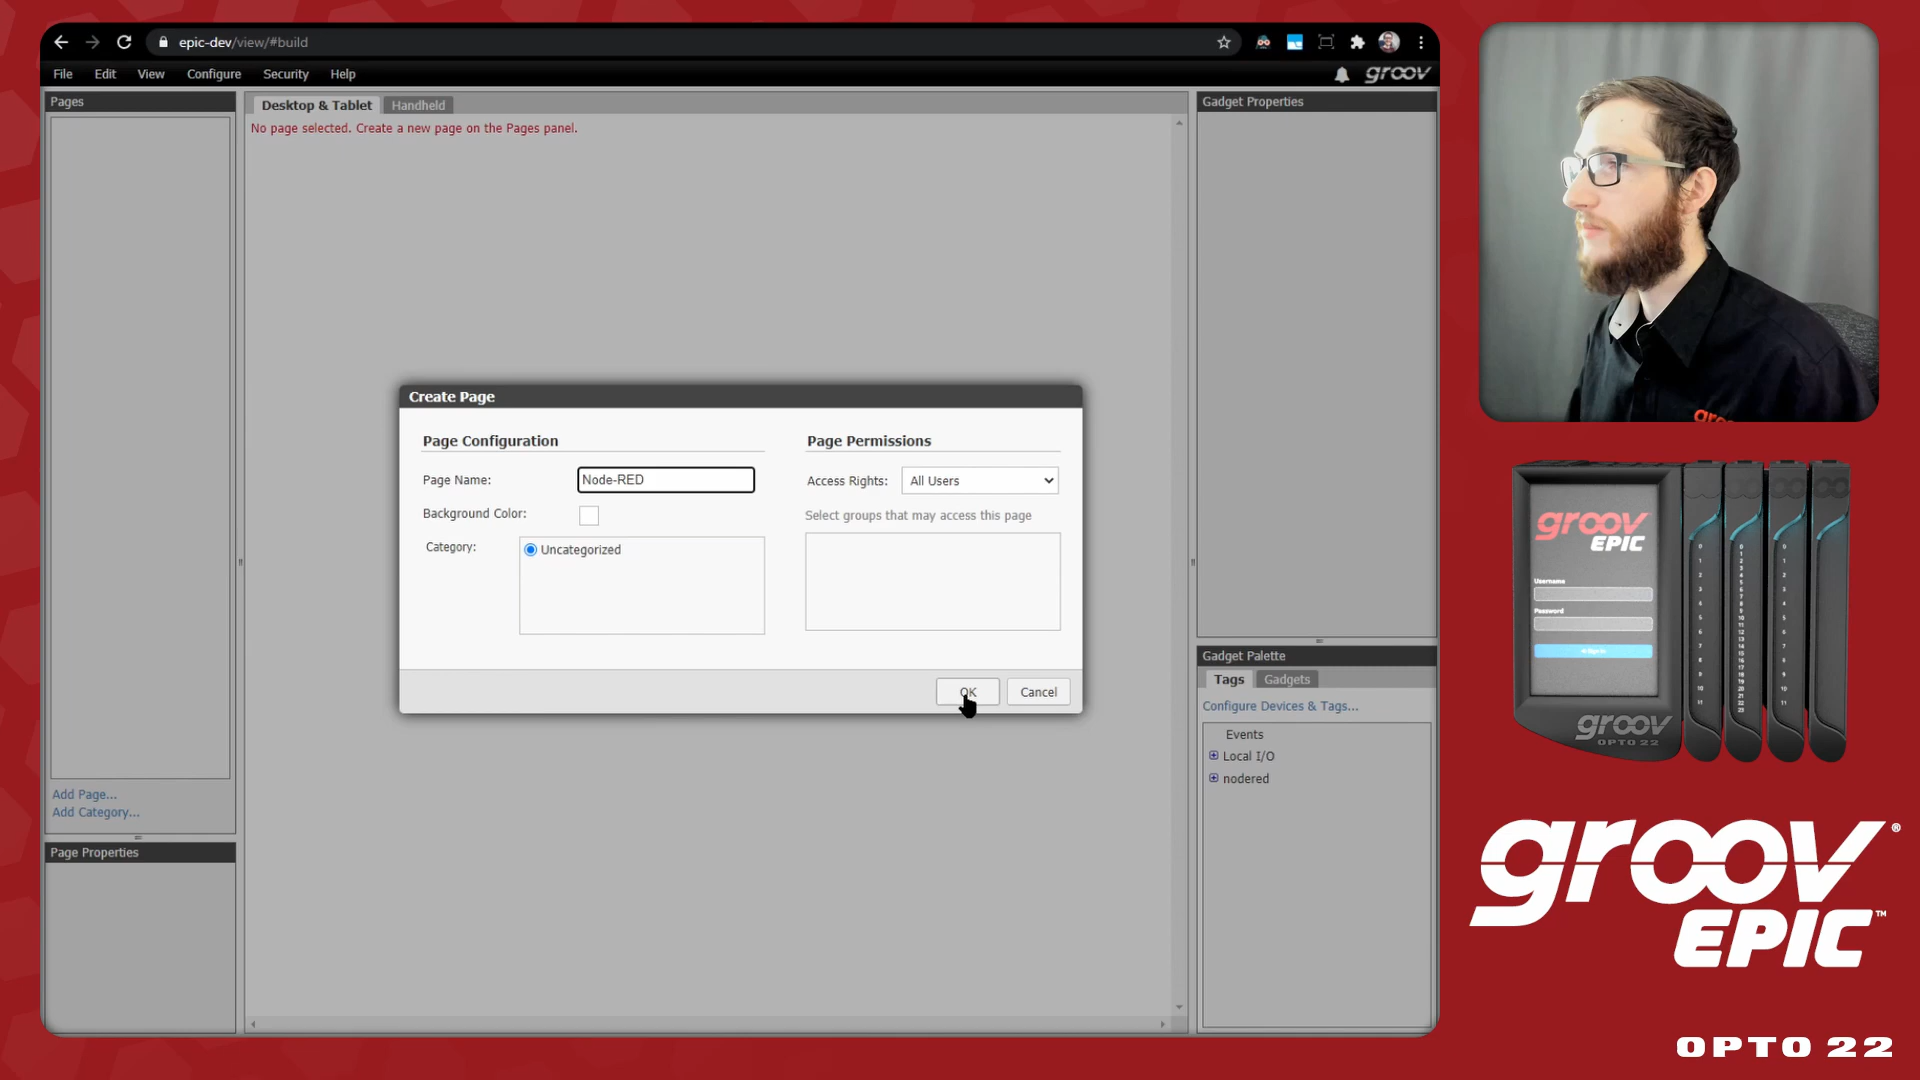 epic-dev/view/#build
File Edit View Configure Security Help
groov
Pages
Desktop & Tablet Handheld
No page selected. Create a new page on the Pages panel.
Gadget Properties
Create Page
Page Configuration
Page Name: Node-RED
Background Color:
Category: Uncategorized
Page Permissions
Access Rights: All Users
Select groups that may access this page
OK Cancel
Add Page...
Add Category...
Page Properties
Gadget Palette
Tags Gadgets
Configure Devices & Tags...
Events
Local I/O
nodered
groov
EPIC
Username
Password
groov
OPTO 22
groov®
EPIC™
OPTO 22